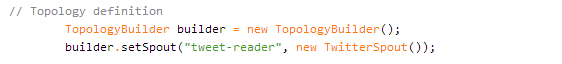 // Topology definition
TopologyBuilder builder = new TopologyBuilder();
builder.setSpout("tweet-reader", new TwitterSpout());